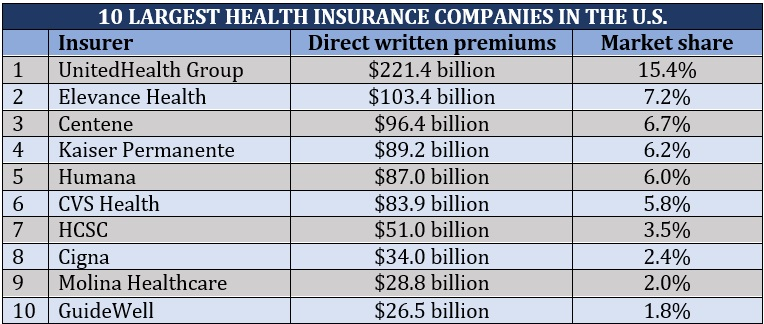 10 LARGEST HEALTH INSURANCE COMPANIES IN THE U.S.
Insurer Direct written premiums Market share
1 UnitedHealth Group $221.4 billion 15.4%
2 Elevance Health $103.4 billion 7.2%
3 Centene $96.4 billion 6.7%
4 Kaiser Permanente $89.2 billion 6.2%
5 Humana $87.0 billion 6.0%
6 CVS Health $83.9 billion 5.8%
7 HCSC $51.0 billion 3.5%
8 Cigna $34.0 billion 2.4%
9 Molina Healthcare $28.8 billion 2.0%
10 GuideWell $26.5 billion 1.8%